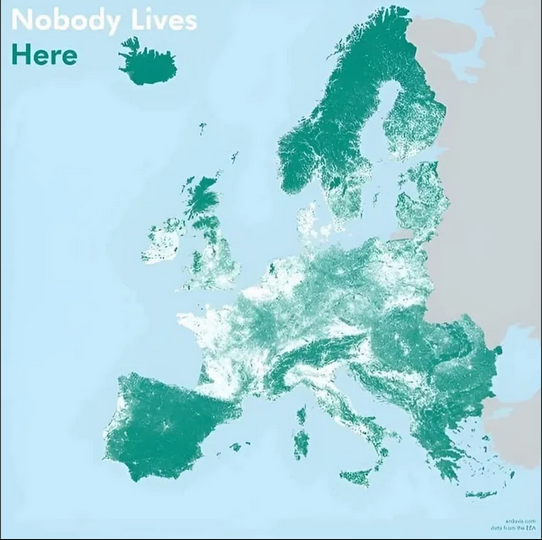 Nobody Lives
Here
data from the EEA